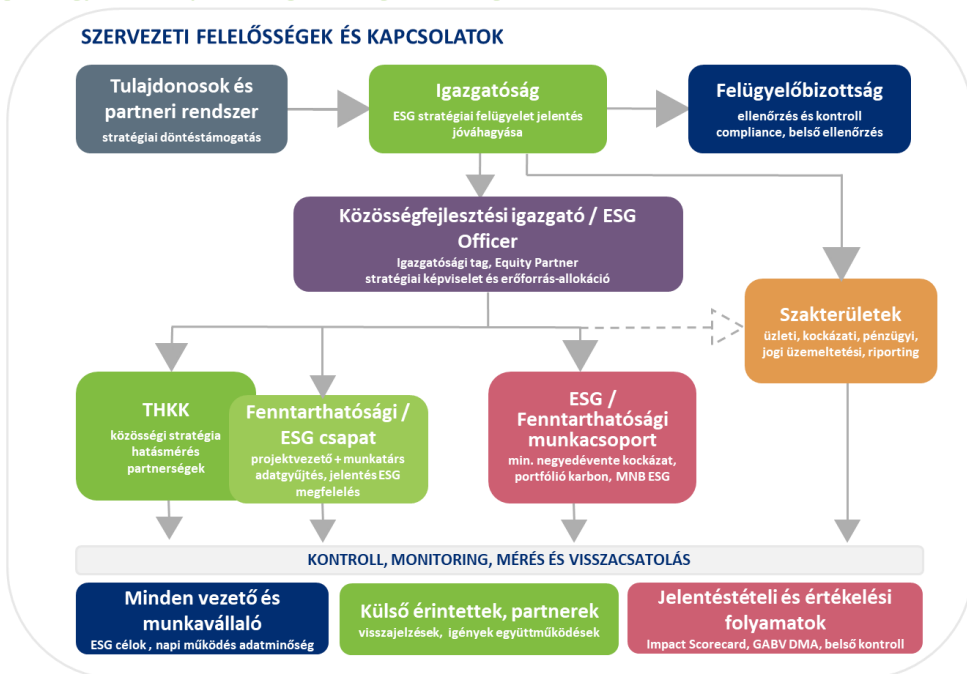 SZERVEZETI FELELŐSSÉGEK ÉS KAPCSOLATOK
Tulajdonosok és
partneri rendszer
stratégiai döntéstámogatás
Igazgatóság
ESG stratégiai felügyelet jelentés
jóváhagyása
Felügyelőbizottság
ellenőrzés és kontroll
compliance, belső ellenőrzés
Közösségfejlesztési igazgató / ESG
Officer
Igazgatósági tag, Equity Partner
stratégiai képviselet és erőforrás-allokáció
Szakterületek
üzleti, kockázati, pénzügyi,
jogi üzemeltetési, riporting
THKK
közösségi stratégia
hatásmérés
partnerségek
Fenntarthatósági /
ESG csapat
projektvezető + munkatárs
adatgyűjtés, jelentés ESG
megfelelés
ESG /
Fenntarthatósági
munkacsoport
min. negyedévente kockázat,
portfólió karbon, MNB ESG
KONTROLL, MONITORING, MÉRÉS ÉS VISSZACSATOLÁS
Minden vezető és
munkavállaló
ESG célok , napi működés adatminőség
Külső érintettek, partnerek
visszajelzések, igények együttműködések
Jelentéstételi és értékelési
folyamatok
Impact Scorecard, GABV DMA, belső kontroll